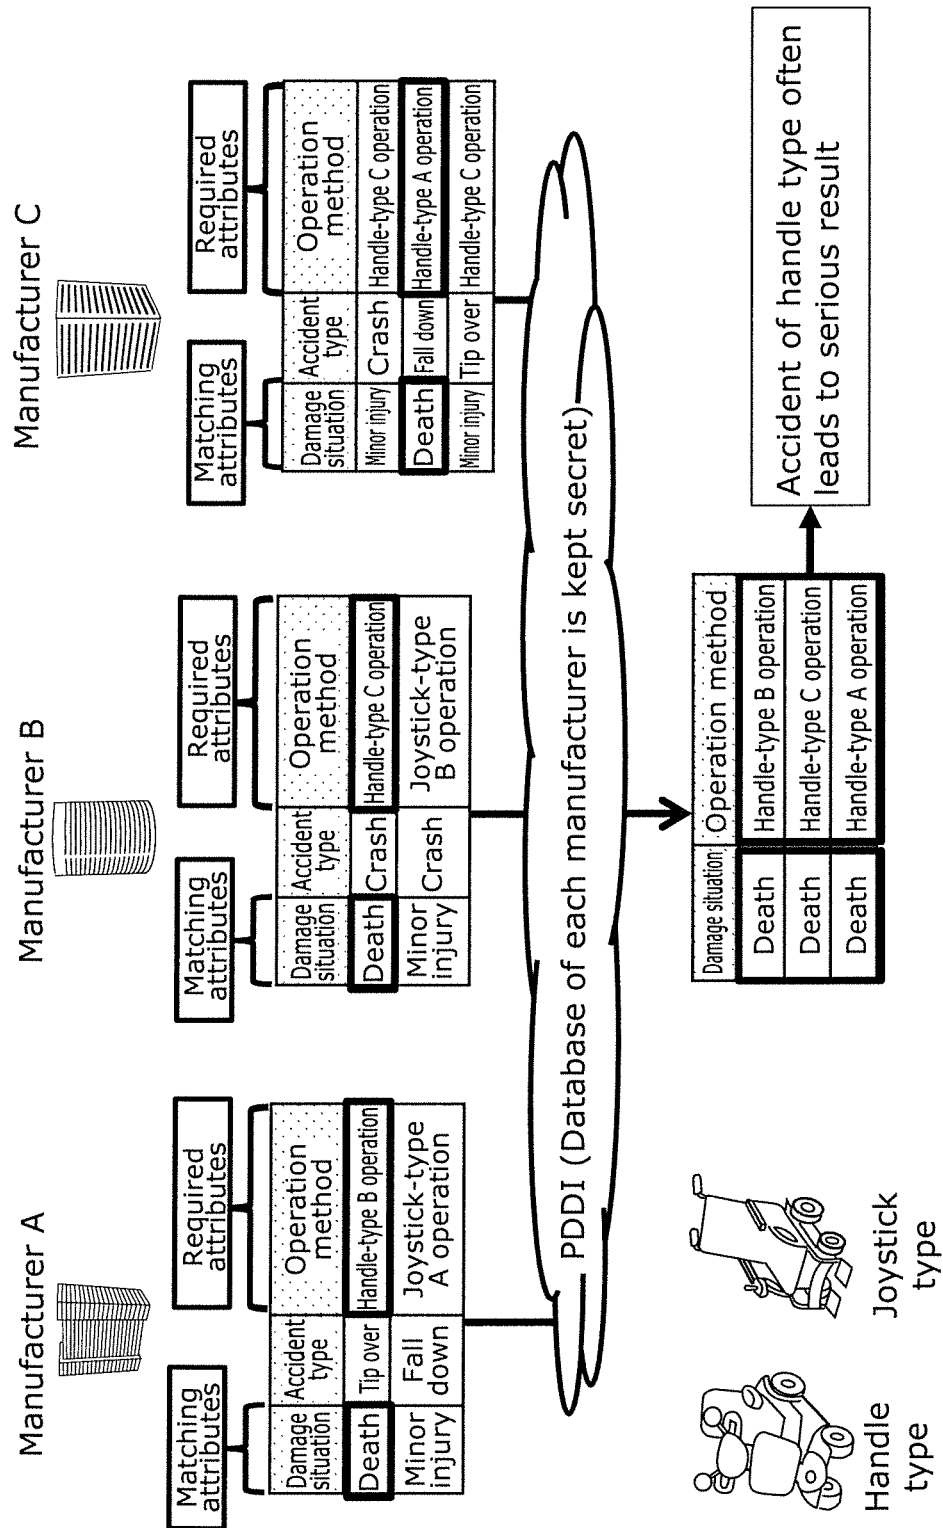 Manufacturer A
Matching
attributes
Required
attributes
Damage
situation
Accident
type
Operation
method
Death
Tip over
Handle-type B operation
Minor
injury
Fall
down
Joystick-type
A operation
Manufacturer B
Matching
attributes
Required
attributes
Damage
situation
Accident
type
Operation
method
Death
Crash
Handle-type C operation
Minor
injury
Crash
Joystick-type
B operation
Manufacturer C
Matching
attributes
Required
attributes
Damage
situation
Accident
type
Operation
method
Minor injury
Crash
Handle-type C operation
Death
Fall down
Handle-type A operation
Minor injury
Tip over
Handle-type C operation
PDDI (Database of each manufacturer is kept secret)
Handle
type
Joystick
type
Damage situation
Operation method
Death
Handle-type B operation
Death
Handle-type C operation
Death
Handle-type A operation
Accident of handle type often
leads to serious result